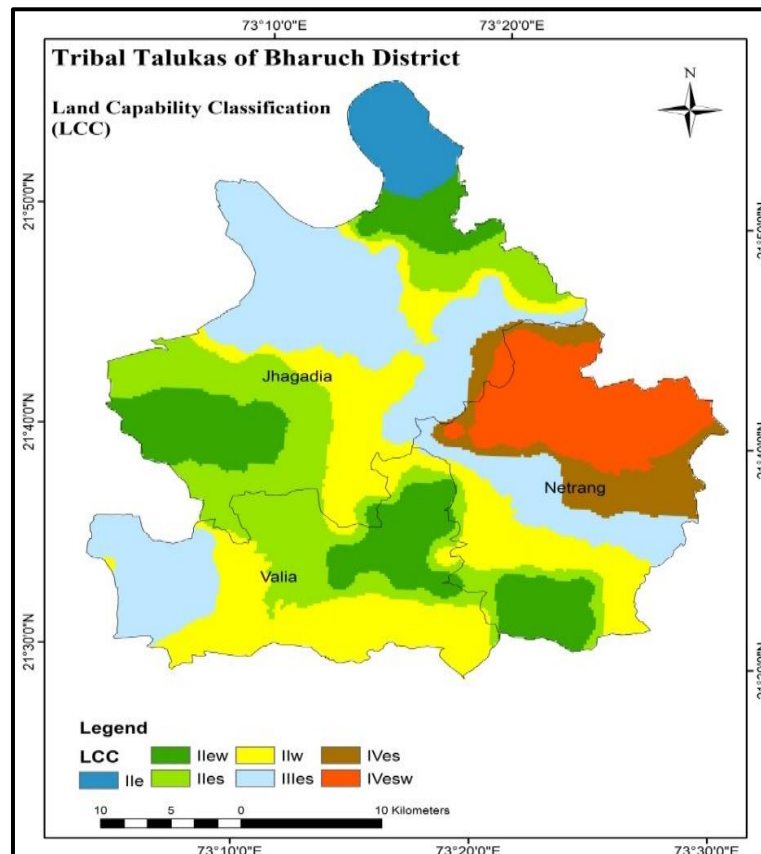 73°10'0"E 73°20'0"E
Tribal Talukas of Bharuch District
Land Capability Classification
(LCC)
N
21°50'0"N
Jhagadia
21°40'0"N
Netrang
Valia
21°30'0"N
Legend
LCC
IIe
IIew
IIes
IIw
IIIes
IVes
IVesw
10 5 0 10 Kilometers
73°10'0"E 73°20'0"E 73°30'0"E